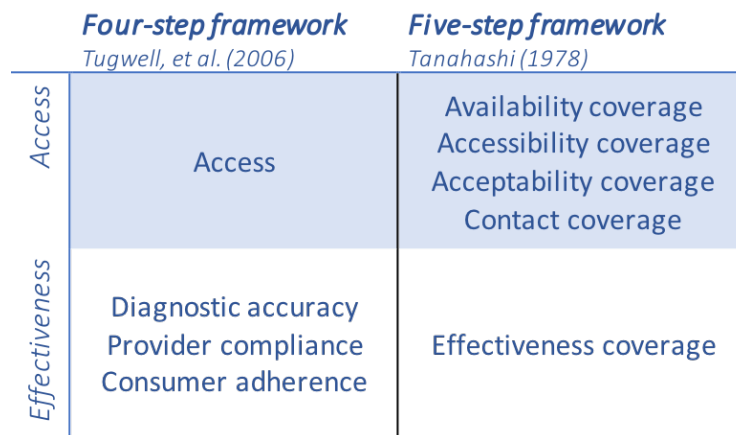 Four-step framework
Tugwell, et al. (2006)
Five-step framework
Tanahashi (1978)
Access
Access
Availability coverage
Accessibility coverage
Acceptability coverage
Contact coverage
Effectiveness
Diagnostic accuracy
Provider compliance
Consumer adherence
Effectiveness coverage